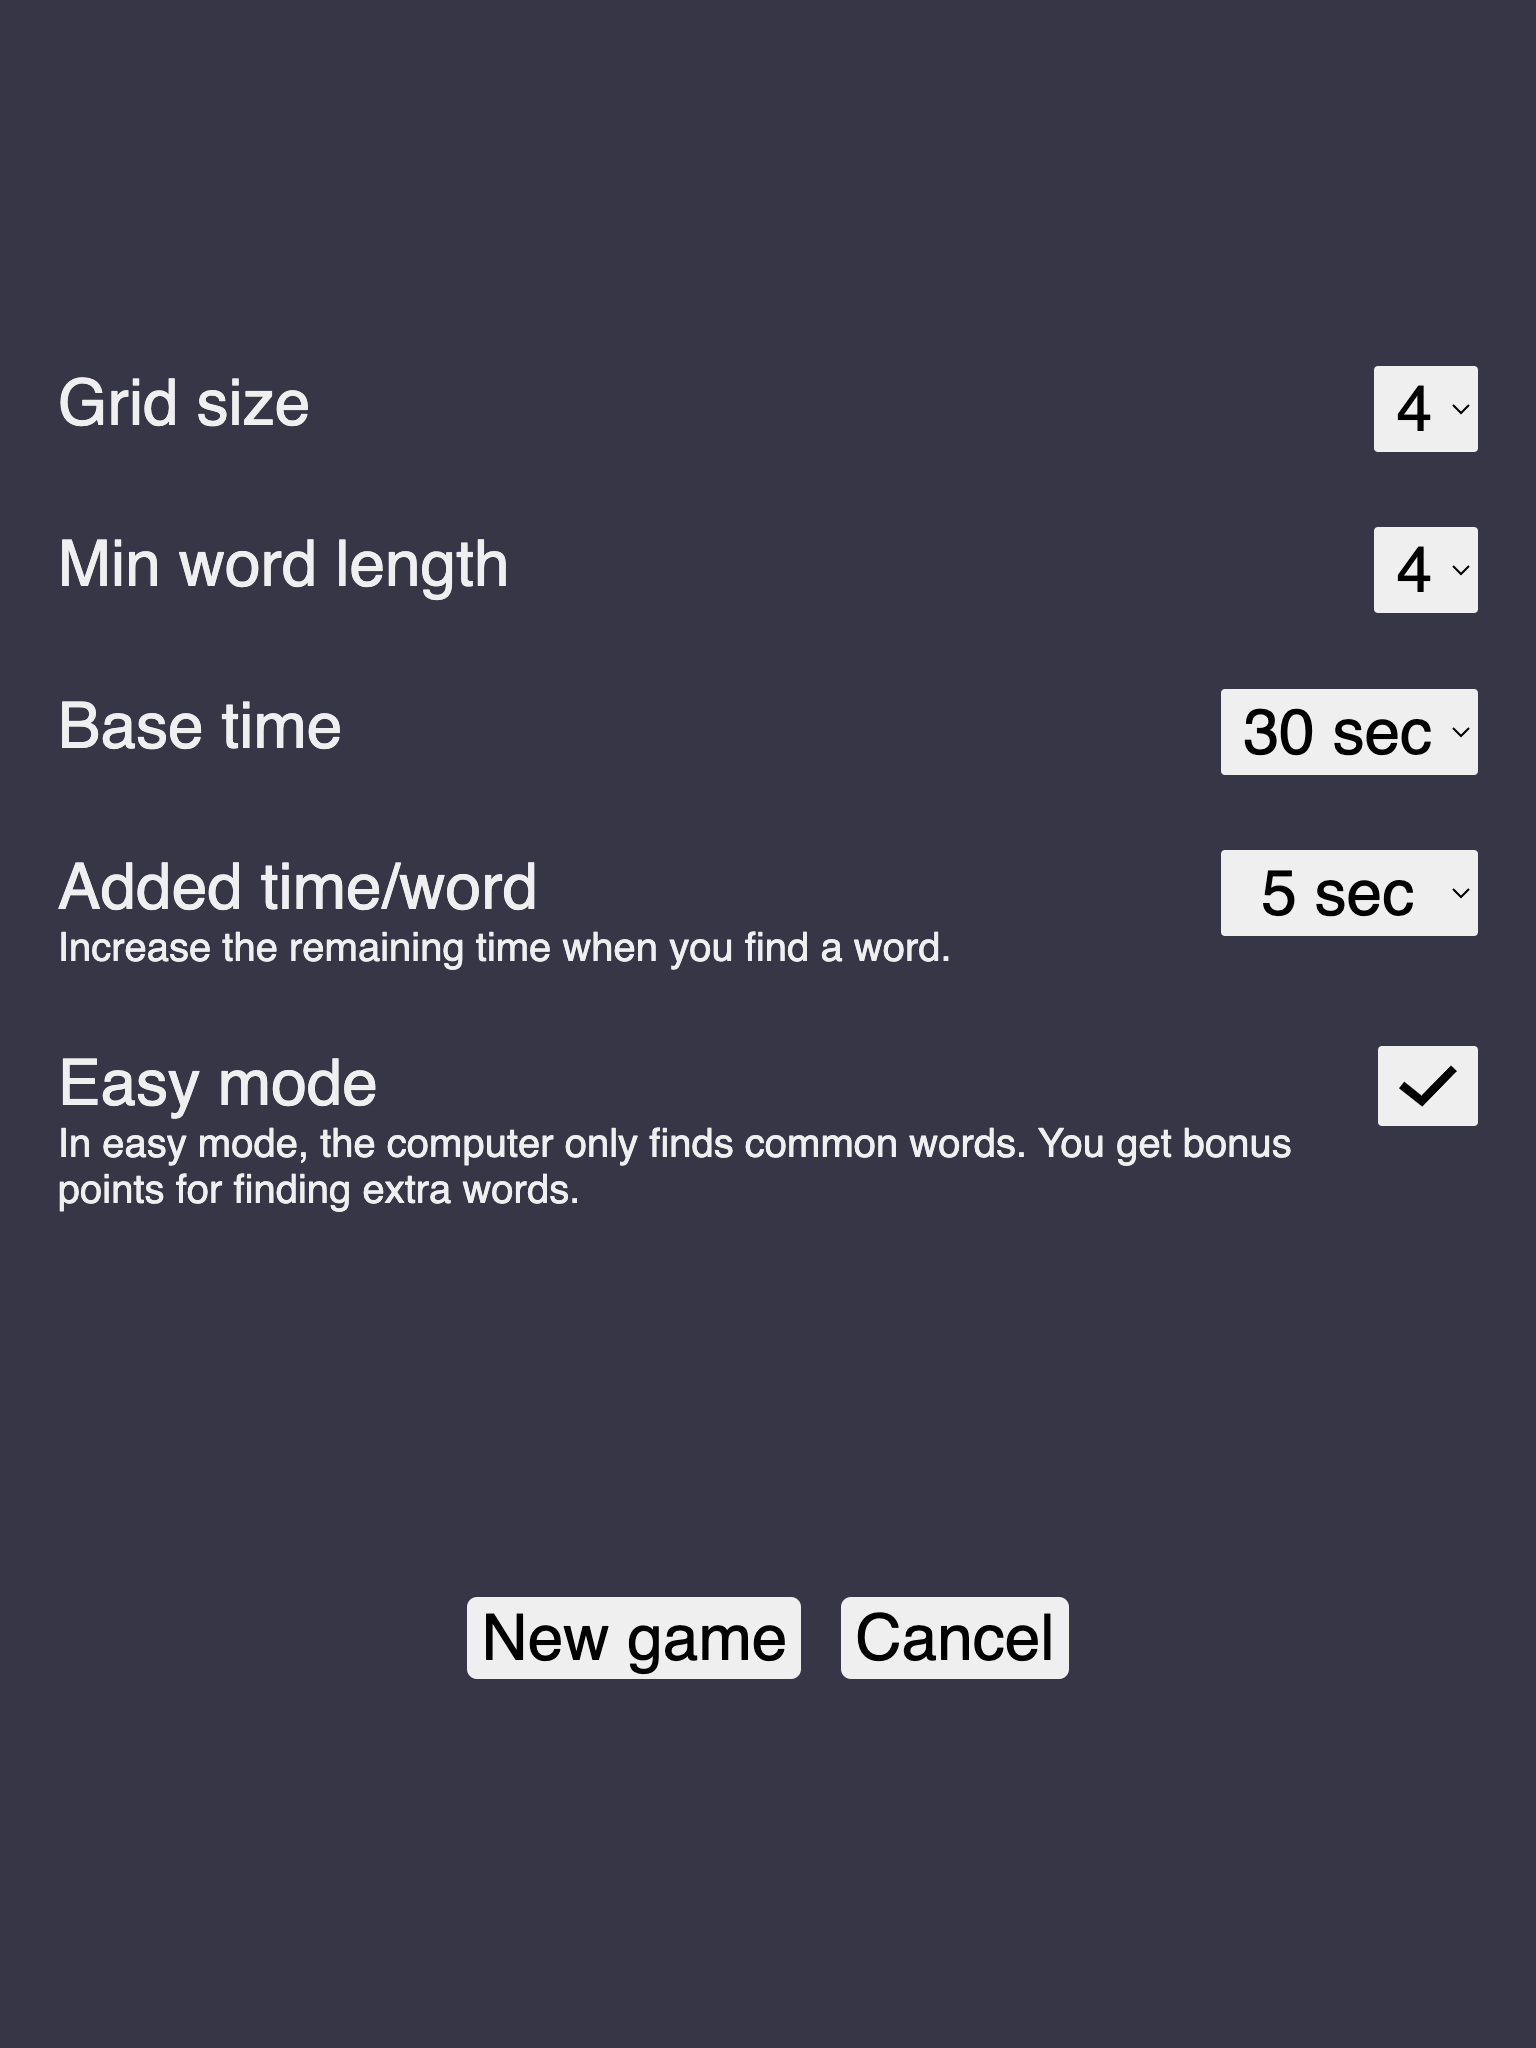 Grid size
4
Min word length
4
Base time
30 sec
Added time/word
5 sec
Increase the remaining time when you find a word.
Easy mode
In easy mode, the computer only finds common words. You get bonus
points for finding extra words.
New game
Cancel